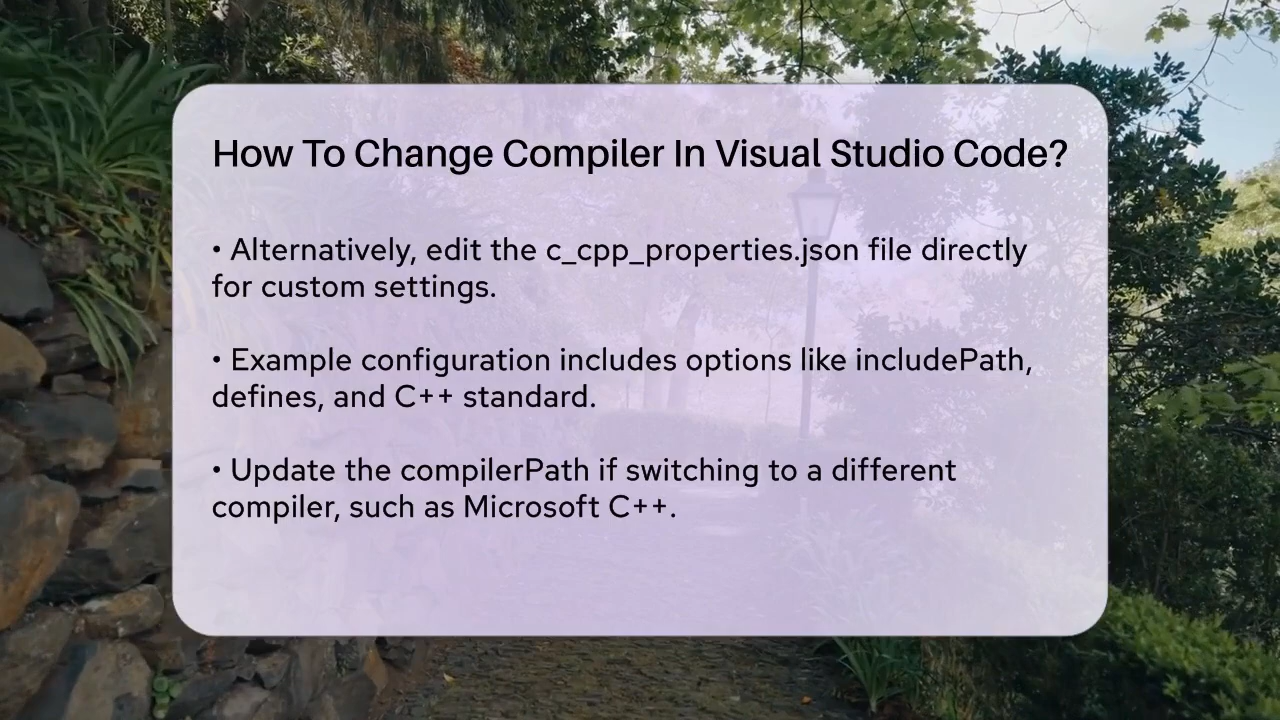 How To Change Compiler In Visual Studio Code?
• Alternatively, edit the c_cpp_properties.json file directly
for custom settings.
• Example configuration includes options like includePath,
defines, and C++ standard.
• Update the compilerPath if switching to a different
compiler, such as Microsoft C++.